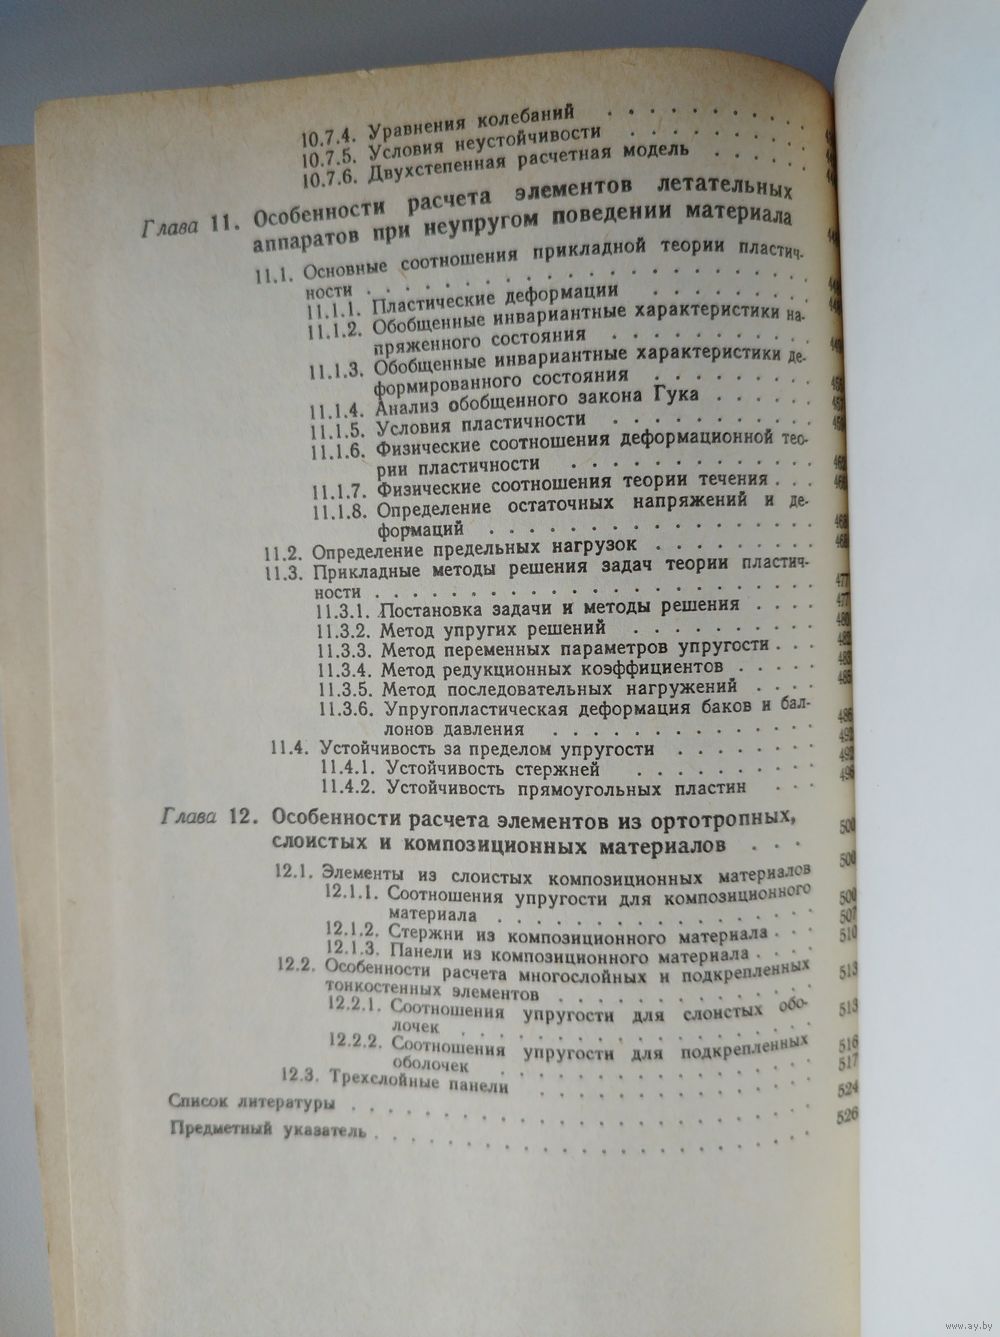 10.7.4. Уравнения колебаний . . . . . . . . . .
10.7.5. Условия неустойчивости . . . . . . . .
10.7.6. Двухстепенная расчетная модель . . . . .
Глава 11. Особенности расчета элементов летательных
аппаратов при неупругом поведении материала
11.1. Основные соотношения прикладной теории пластич-
ности . . . . . . . . . . . . . . . . . .
11.1.1. Пластические деформации . . . . . . .
11.1.2. Обобщенные инвариантные характеристики на-
пряженного состояния . . . . . . . . .
11.1.3. Обобщенные инвариантные характеристики де-
формированного состояния . . . . . . . .
11.1.4. Анализ обобщенного закона Гука . . . . . .
11.1.5. Условия пластичности . . . . . . . . . .
11.1.6. Физические соотношения деформационной тео-
рии пластичности . . . . . . . . . . .
11.1.7. Физические соотношения теории течения . . .
11.1.8. Определение остаточных напряжений и де-
формаций . . . . . . . . . . . . . .
11.2. Определение предельных нагрузок . . . . . . . .
11.3. Прикладные методы решения задач теории пластич-
ности . . . . . . . . . . . . . . . . . . 477
11.3.1. Постановка задачи и методы решения . . . . 477
11.3.2. Метод упругих решений . . . . . . . . . 480
11.3.3. Метод переменных параметров упругости . . .
11.3.4. Метод редукционных коэффициентов . . . . . 483
11.3.5. Метод последовательных нагружений . . . . 485
11.3.6. Упругопластическая деформация баков и бал-
лонов давления . . . . . . . . . . . . 486
11.4. Устойчивость за пределом упругости . . . . . . . 492
11.4.1. Устойчивость стержней . . . . . . . . . 492
11.4.2. Устойчивость прямоугольных пластин . . . 496
Глава 12. Особенности расчета элементов из ортотропных,
слоистых и композиционных материалов . . . 500
12.1. Элементы из слоистых композиционных материалов 500
12.1.1. Соотношения упругости для композиционного
материала . . . . . . . . . . . . . . . 500
12.1.2. Стержни из композиционного материала . . . 507
12.1.3. Панели из композиционного материала . . . . 510
12.2. Особенности расчета многослойных и подкрепленных
тонкостенных элементов . . . . . . . . . . . 513
12.2.1. Соотношения упругости для слоистых обо-
лочек . . . . . . . . . . . . . . . . 513
12.2.2. Соотношения упругости для подкрепленных
оболочек . . . . . . . . . . . . . . . 516
12.3. Трехслойные панели . . . . . . . . . . . . 517
Список литературы . . . . . . . . . . . . . . . . . 524
Предметный указатель . . . . . . . . . . . . . . . . 526
www.ay.by